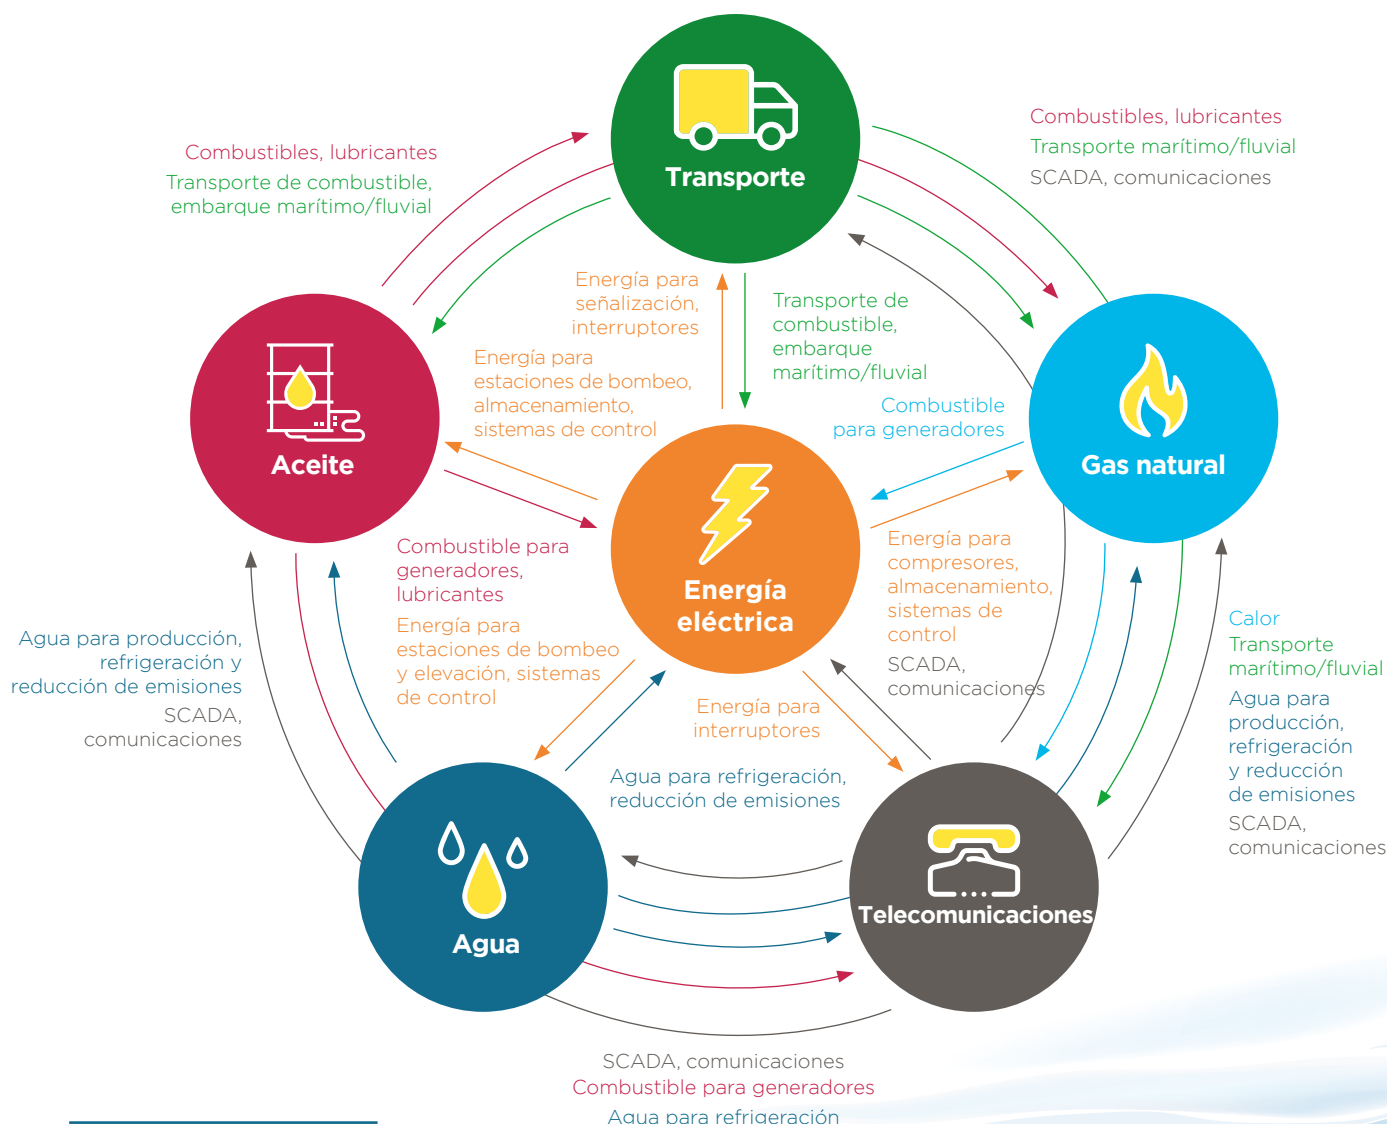 Transporte
Combustibles, lubricantes
Transporte de combustible,
embarque marítimo/fluvial
Combustibles, lubricantes
Transporte marítimo/fluvial
SCADA, comunicaciones
Energía para
señalización,
interruptores
Transporte de
combustible,
embarque
marítimo/fluvial
Energía para
estaciones de bombeo,
almacenamiento,
sistemas de control
Combustible
para generadores
Aceite
Gas natural
Energía
eléctrica
Combustible para
generadores,
lubricantes
Energía para
estaciones de bombeo
y elevación, sistemas
de control
Energía para
compresores,
almacenamiento,
sistemas de
control
SCADA,
comunicaciones
Agua para producción,
refrigeración y
reducción de emisiones
SCADA,
comunicaciones
Calor
Transporte
marítimo/fluvial
Agua para
producción,
refrigeración
y reducción
de emisiones
SCADA,
comunicaciones
Energía para
interruptores
Agua para refrigeración,
reducción de emisiones
Agua
Telecomunicaciones
SCADA, comunicaciones
Combustible para generadores
Agua para refrigeración